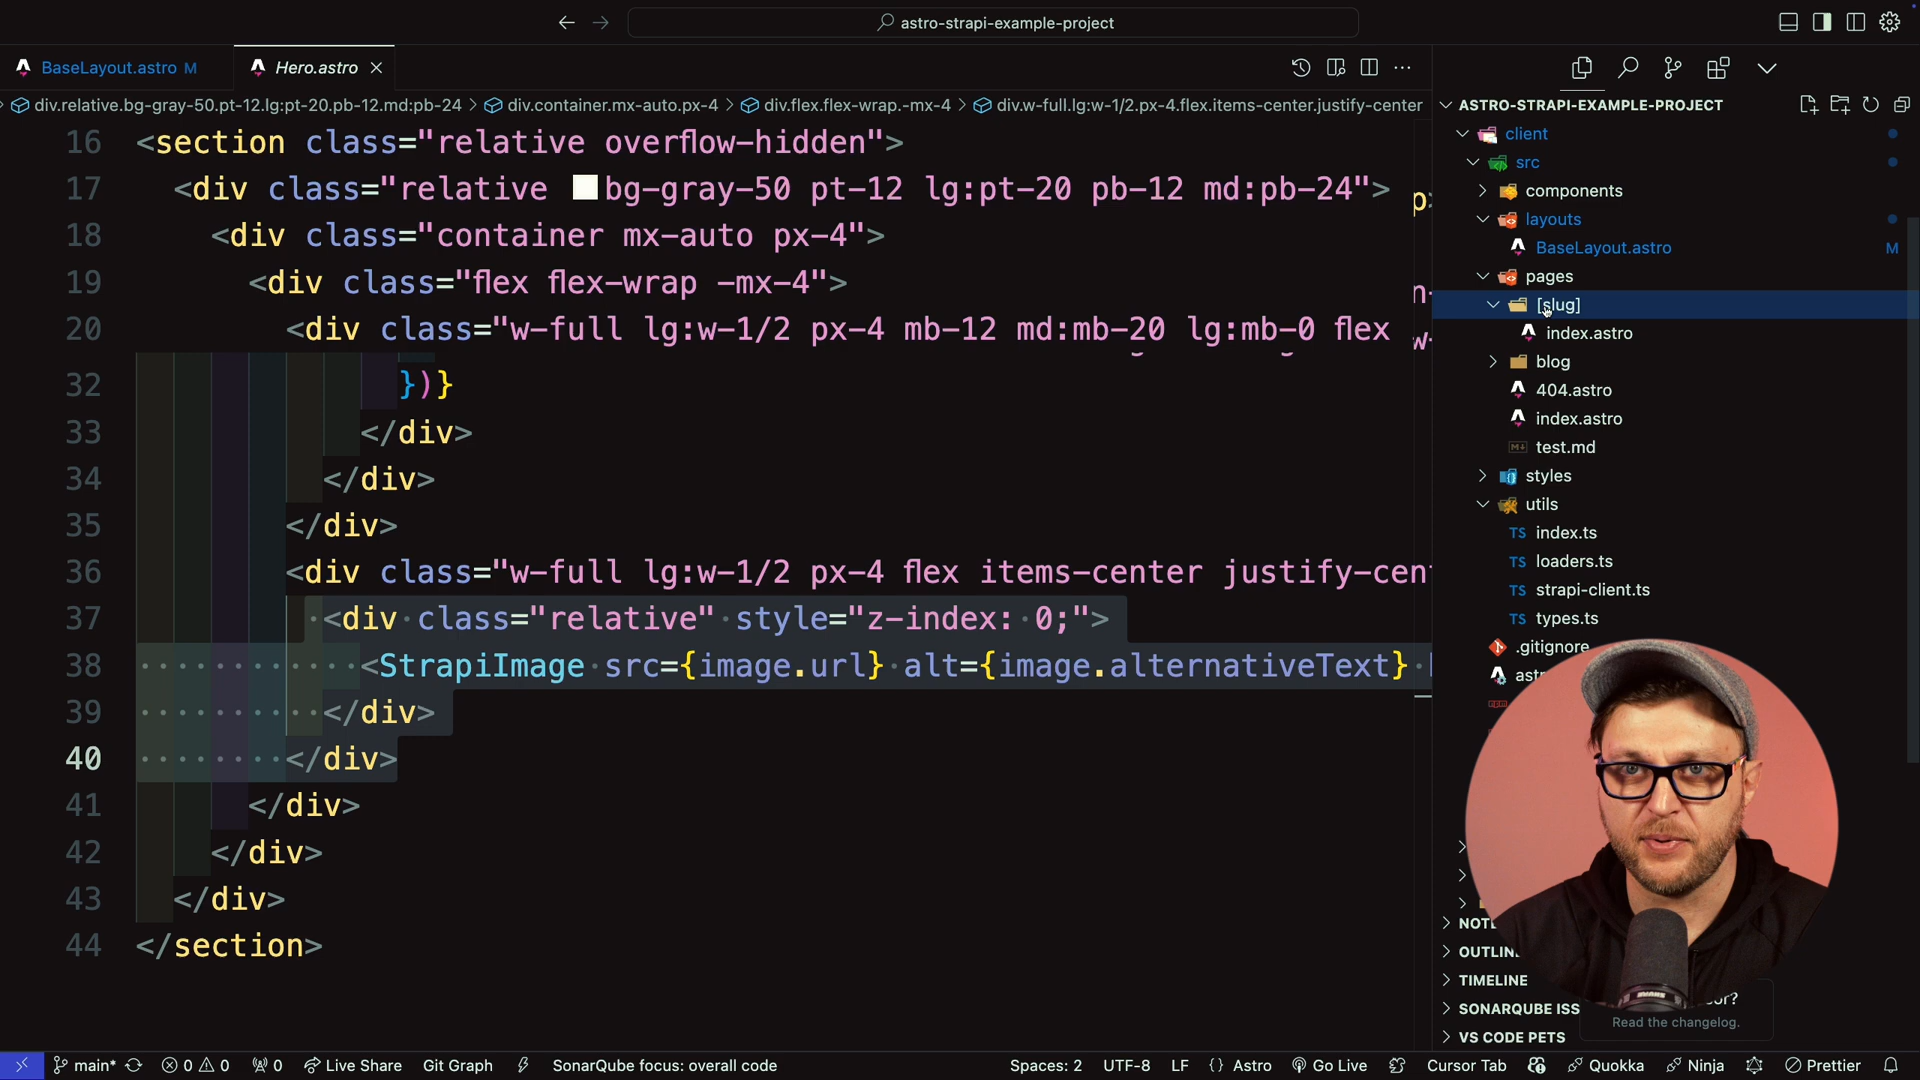 astro-strapi-example-project
BaseLayout.astro M
Hero.astro
div.relative.bg-gray-50.pt-12.lg:pt-20.pb-12.md:pb-24 > div.container.mx-auto.px-4 > div.flex.flex-wrap.-mx-4 > div.w-full.lg:w-1/2.px-4.flex.items-center.justify-center
16 <section class="relative overflow-hidden">
17 <div class="relative bg-gray-50 pt-12 lg:pt-20 pb-12 md:pb-24">
18 <div class="container mx-auto px-4">
19 <div class="flex flex-wrap -mx-4">
20 <div class="w-full lg:w-1/2 px-4 mb-12 md:mb-20 lg:mb-0 flex
32 })}
33 </div>
34 </div>
35 </div>
36 <div class="w-full lg:w-1/2 px-4 flex items-center justify-cen
37 <div class="relative" style="z-index: 0;">
38 <StrapiImage src={image.url} alt={image.alternativeText}
39 </div>
40 </div>
41 </div>
42 </div>
43 </div>
44 </section>
ASTRO-STRAPI-EXAMPLE-PROJECT
client
src
components
layouts
BaseLayout.astro M
pages
[slug]
index.astro
blog
404.astro
index.astro
test.md
styles
utils
TS index.ts
TS loaders.ts
TS strapi-client.ts
TS types.ts
.gitignore
OUTLINE
TIMELINE
SONARQUBE ISS
VS CODE PETS
Read the changelog.
main* 0 0 0 Live Share Git Graph SonarQube focus: overall code Spaces: 2 UTF-8 LF {} Astro Go Live Cursor Tab Quokka Ninja Prettier